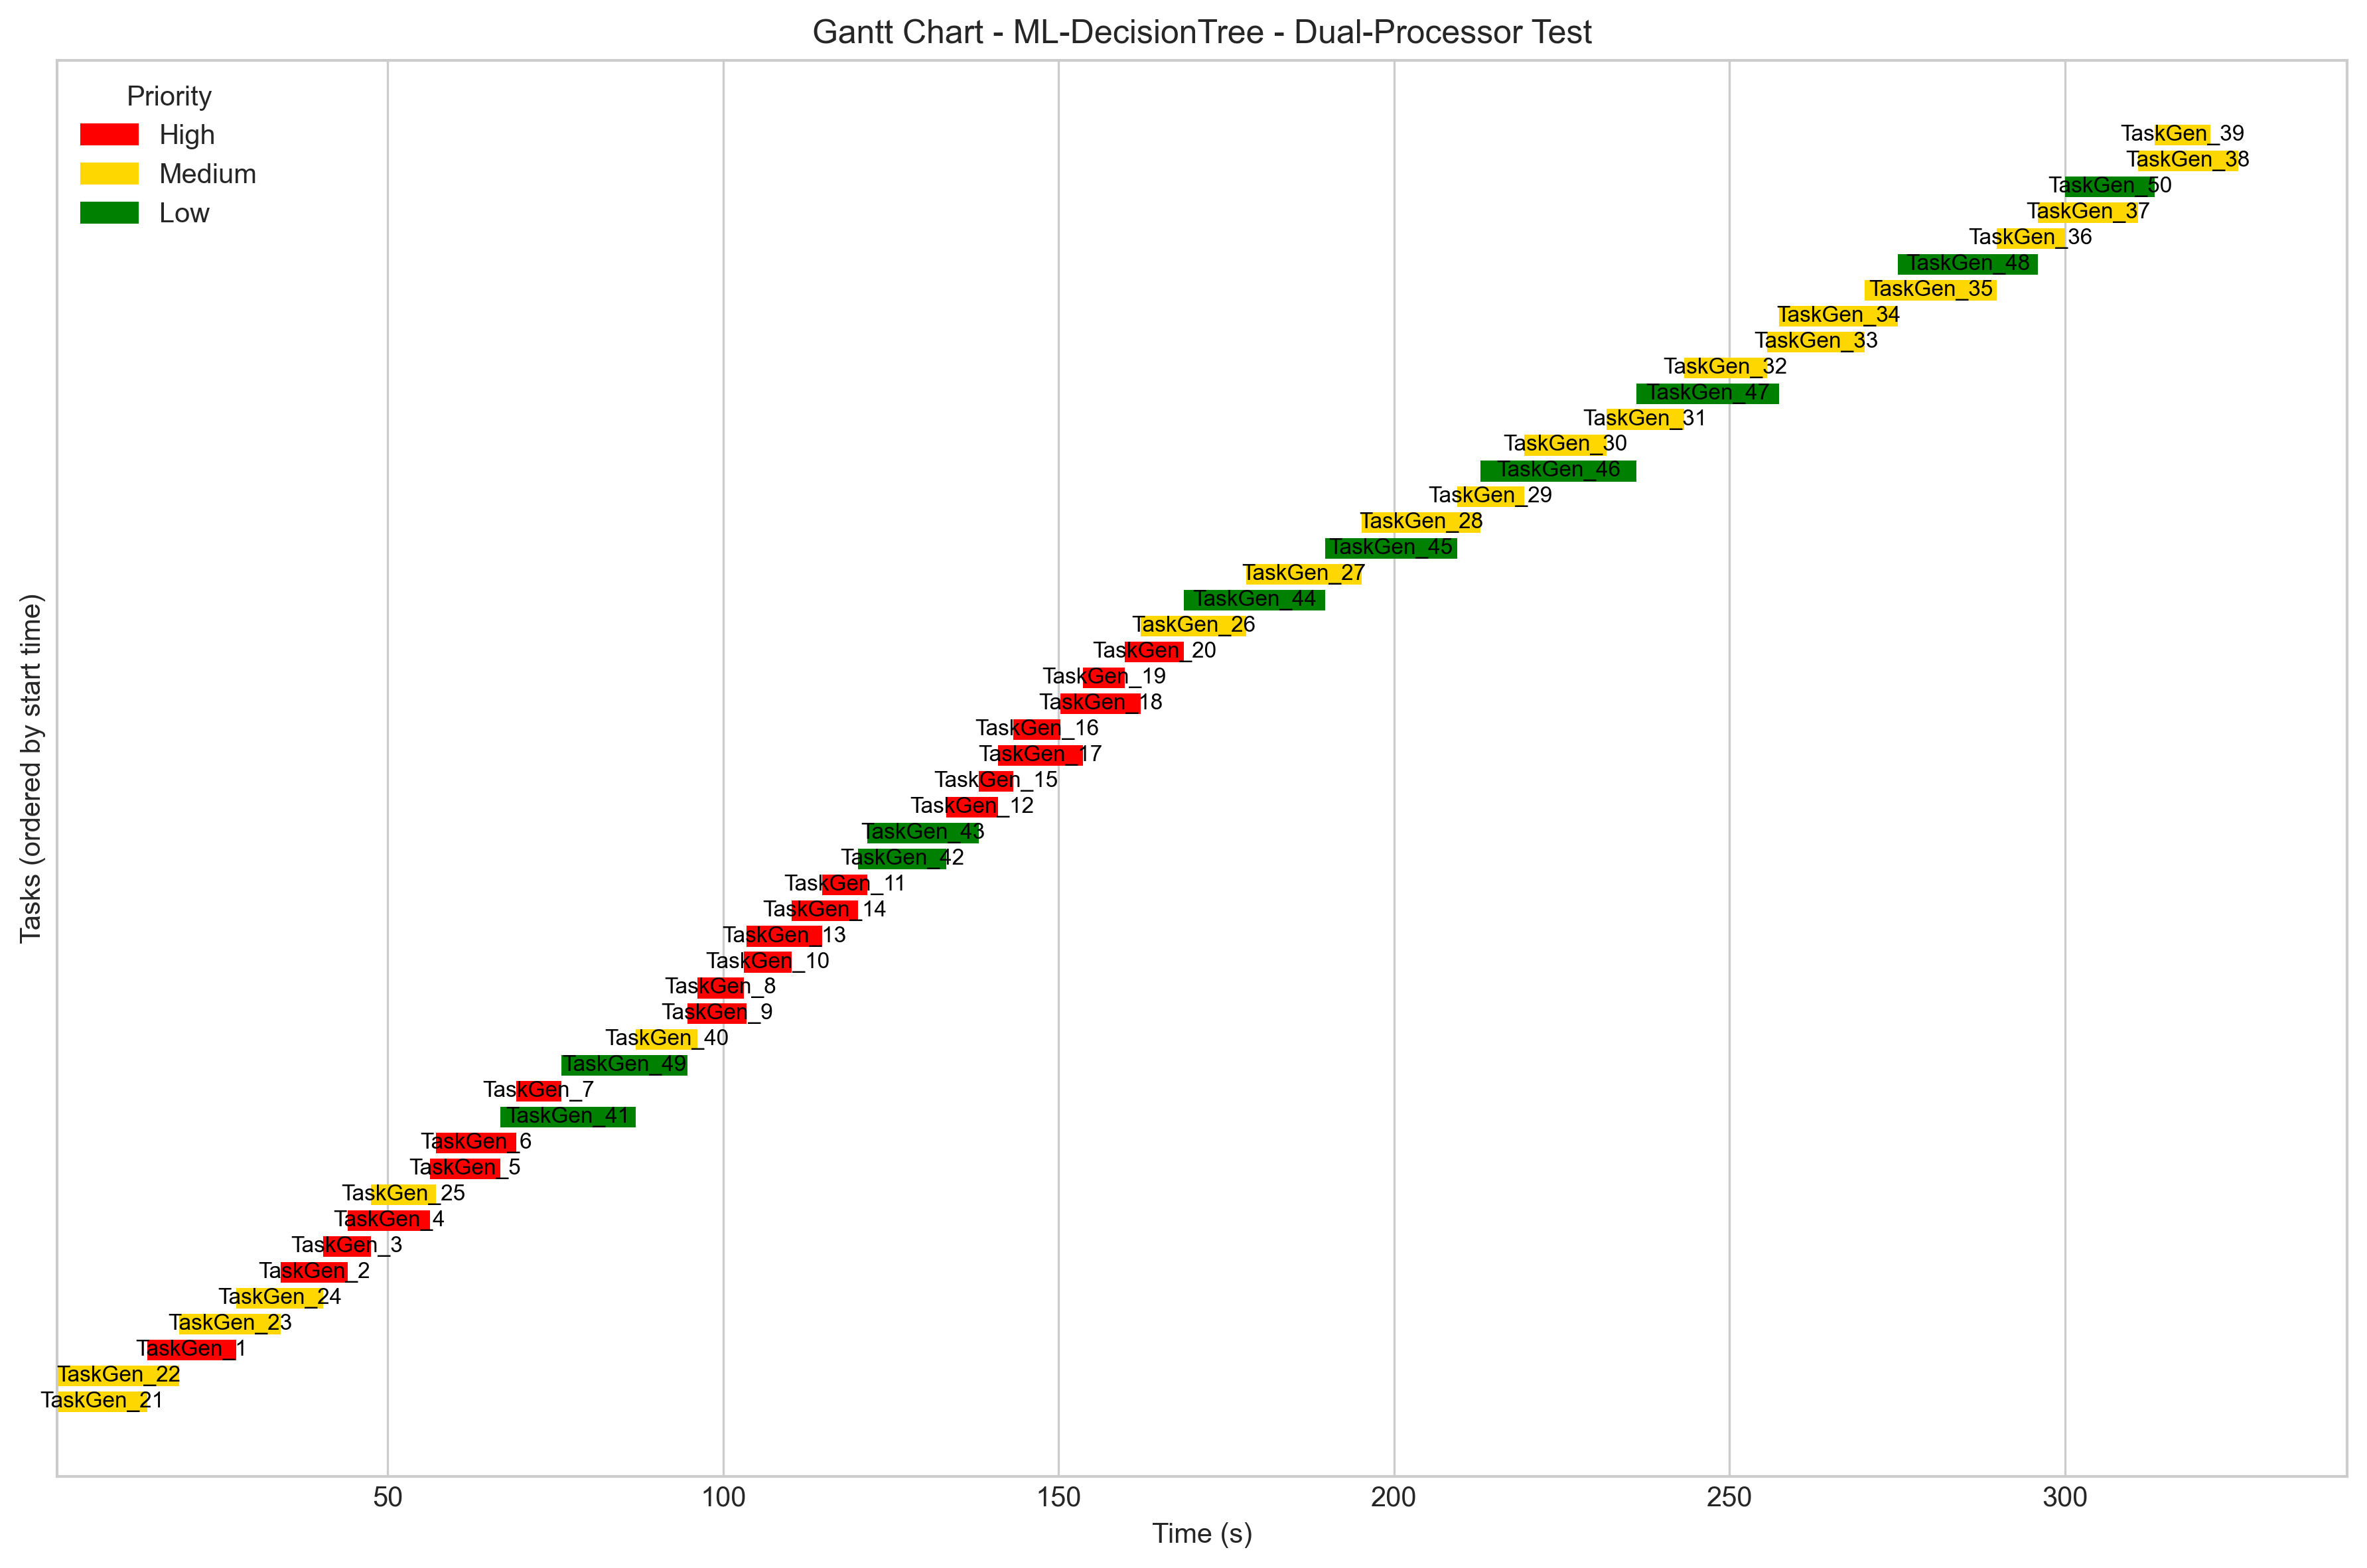 Gantt Chart - ML-DecisionTree - Dual-Processor Test
Priority
High
Medium
Low
TaskGen_39
TaskGen_38
TaskGen_50
TaskGen_37
TaskGen_36
TaskGen_48
TaskGen_35
TaskGen_34
TaskGen_33
TaskGen_32
TaskGen_47
TaskGen_31
TaskGen_30
TaskGen_46
TaskGen_29
TaskGen_28
TaskGen_45
TaskGen_27
TaskGen_44
TaskGen_26
TaskGen_20
TaskGen_19
TaskGen_18
TaskGen_16
TaskGen_17
TaskGen_15
TaskGen_12
TaskGen_43
TaskGen_42
TaskGen_11
TaskGen_14
TaskGen_13
TaskGen_10
TaskGen_8
TaskGen_9
TaskGen_40
TaskGen_49
TaskGen_7
TaskGen_41
TaskGen_6
TaskGen_5
TaskGen_25
TaskGen_4
TaskGen_3
TaskGen_2
TaskGen_24
TaskGen_23
TaskGen_1
TaskGen_22
TaskGen_21
Tasks (ordered by start time)
50 100 150 200 250 300
Time (s)